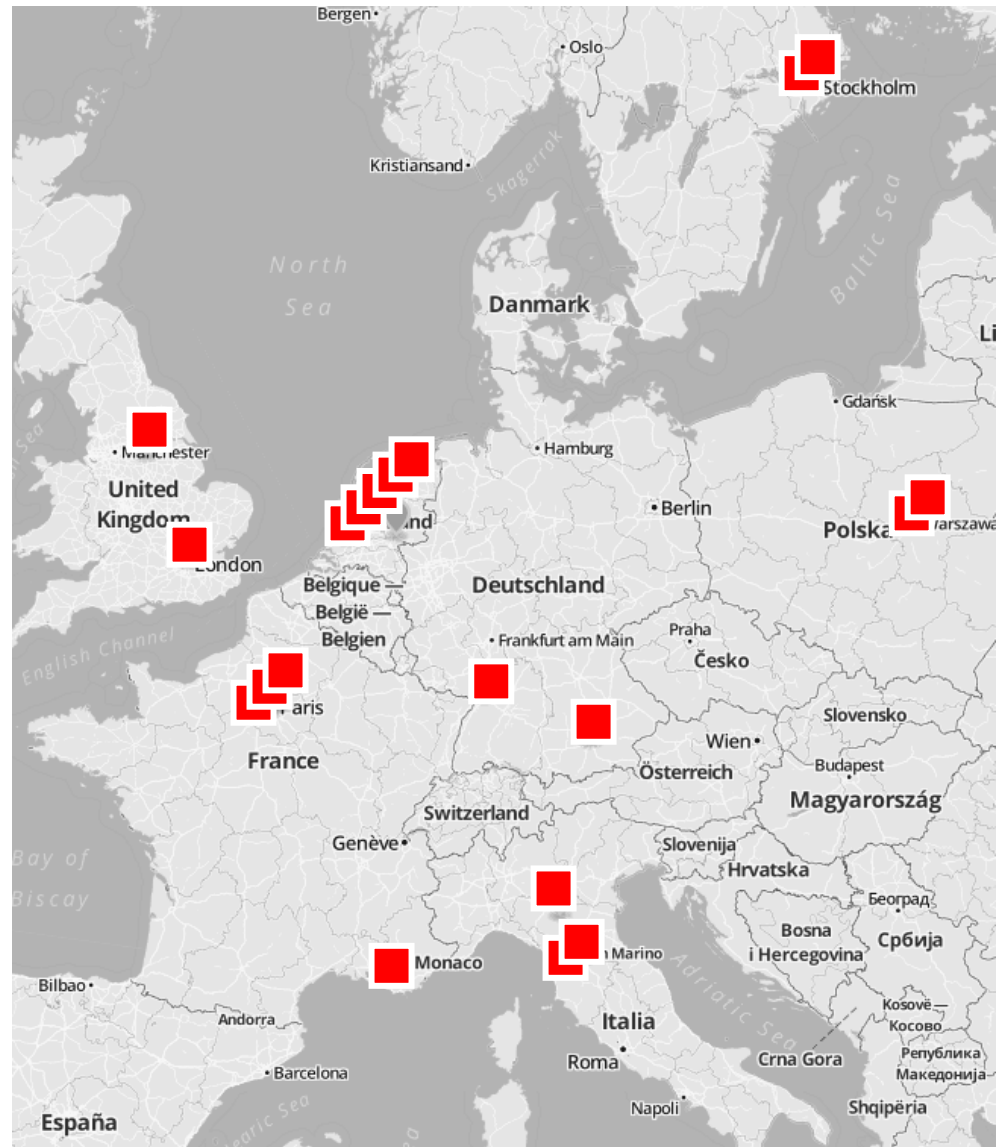 Bergen
Oslo
Stockholm
Kristiansand
Skagerrak
North
Sea
Baltic Sea
Danmark
Gdańsk
Hamburg
Manchester
United
Kingdom
Berlin
Polska
London
Belgique —
België —
Belgien
Deutschland
English Channel
Frankfurt am Main
Praha
Česko
Paris
France
Slovensko
Wien
Budapest
Österreich
Magyarország
Switzerland
Genève
Slovenija
Hrvatska
Bay of
Biscay
Београд
Bosna
i Hercegovina
Србија
Marino
Monaco
Adriatic Sea
Bilbao
Andorra
Italia
Kosovë —
Косово
Roma
Crna Gora
Република
Македонија
Barcelona
Napoli
Shqipëria
España